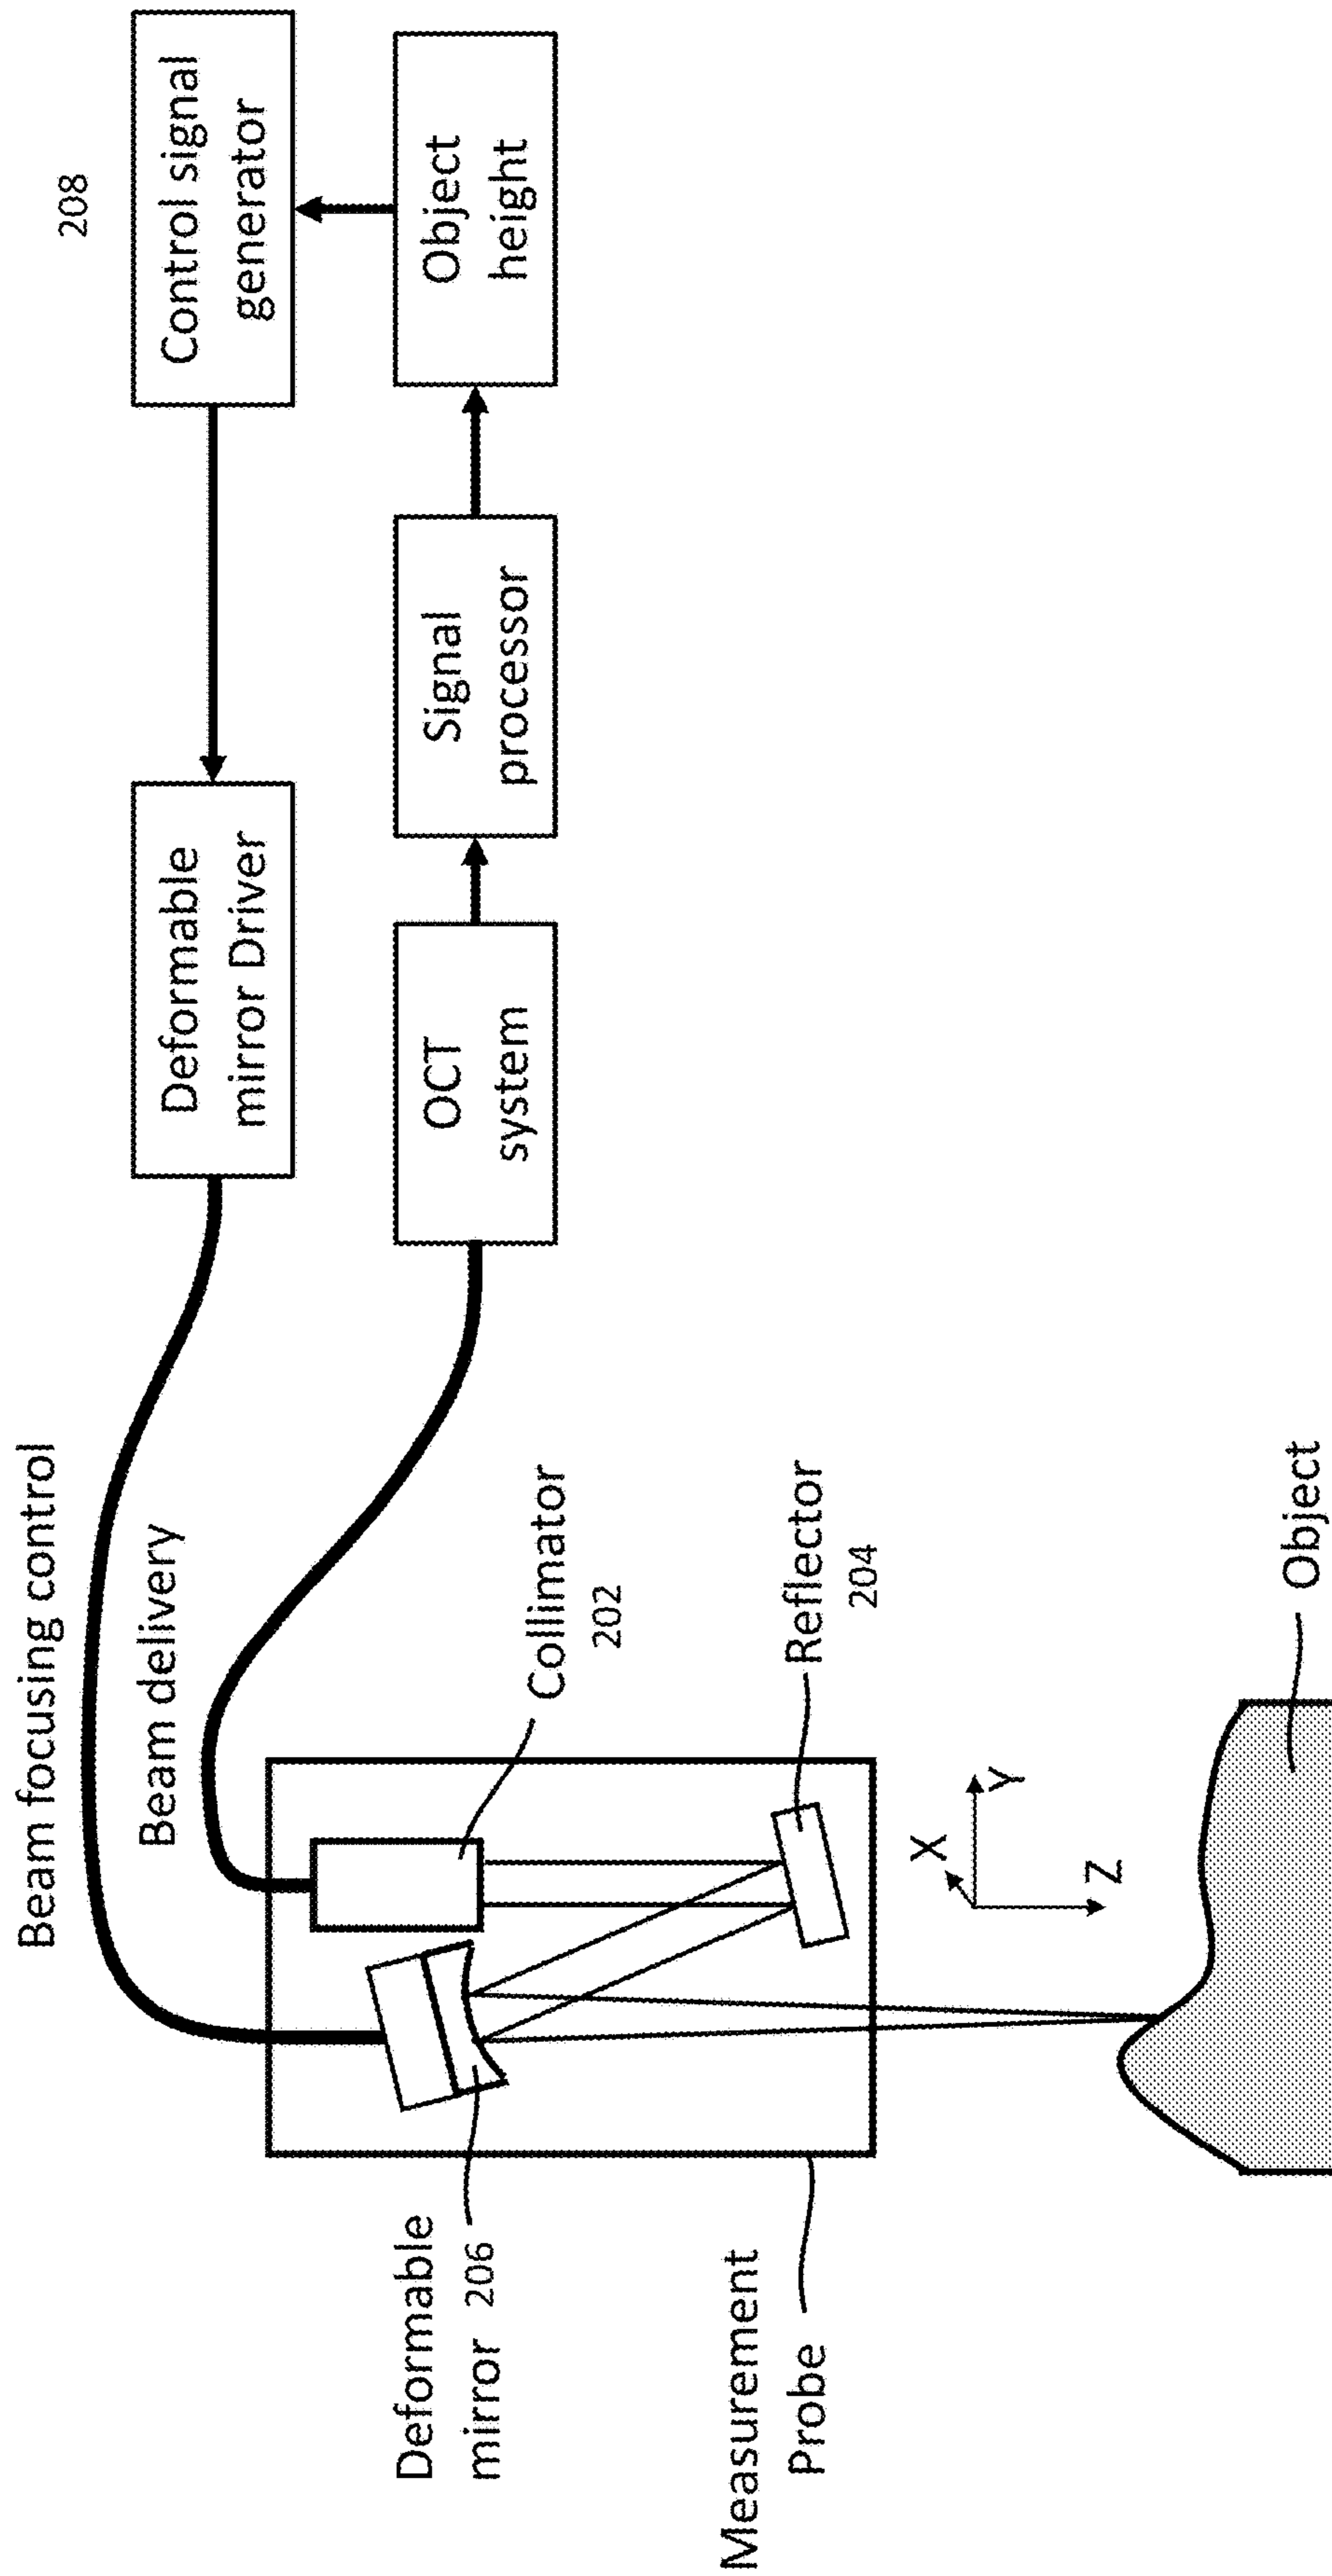 Beam focusing control
Beam delivery
208
Deformable
mirror Driver
Control signal
generator
OCT
system
Signal
processor
Object
height
Deformable
mirror 206
Collimator
202
Measurement
Probe
Reflector
204
X
Y
Z
Object